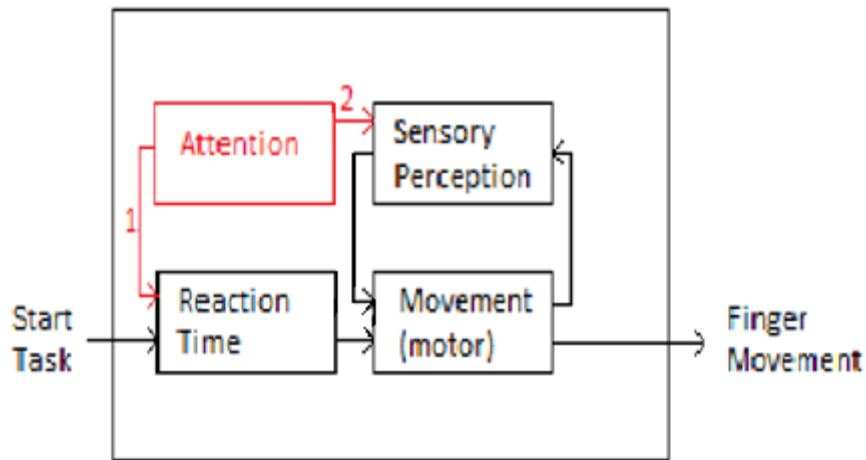 2
Attention
Sensory
Perception
1
Start
Task
Reaction
Time
Movement
(motor)
Finger
Movement